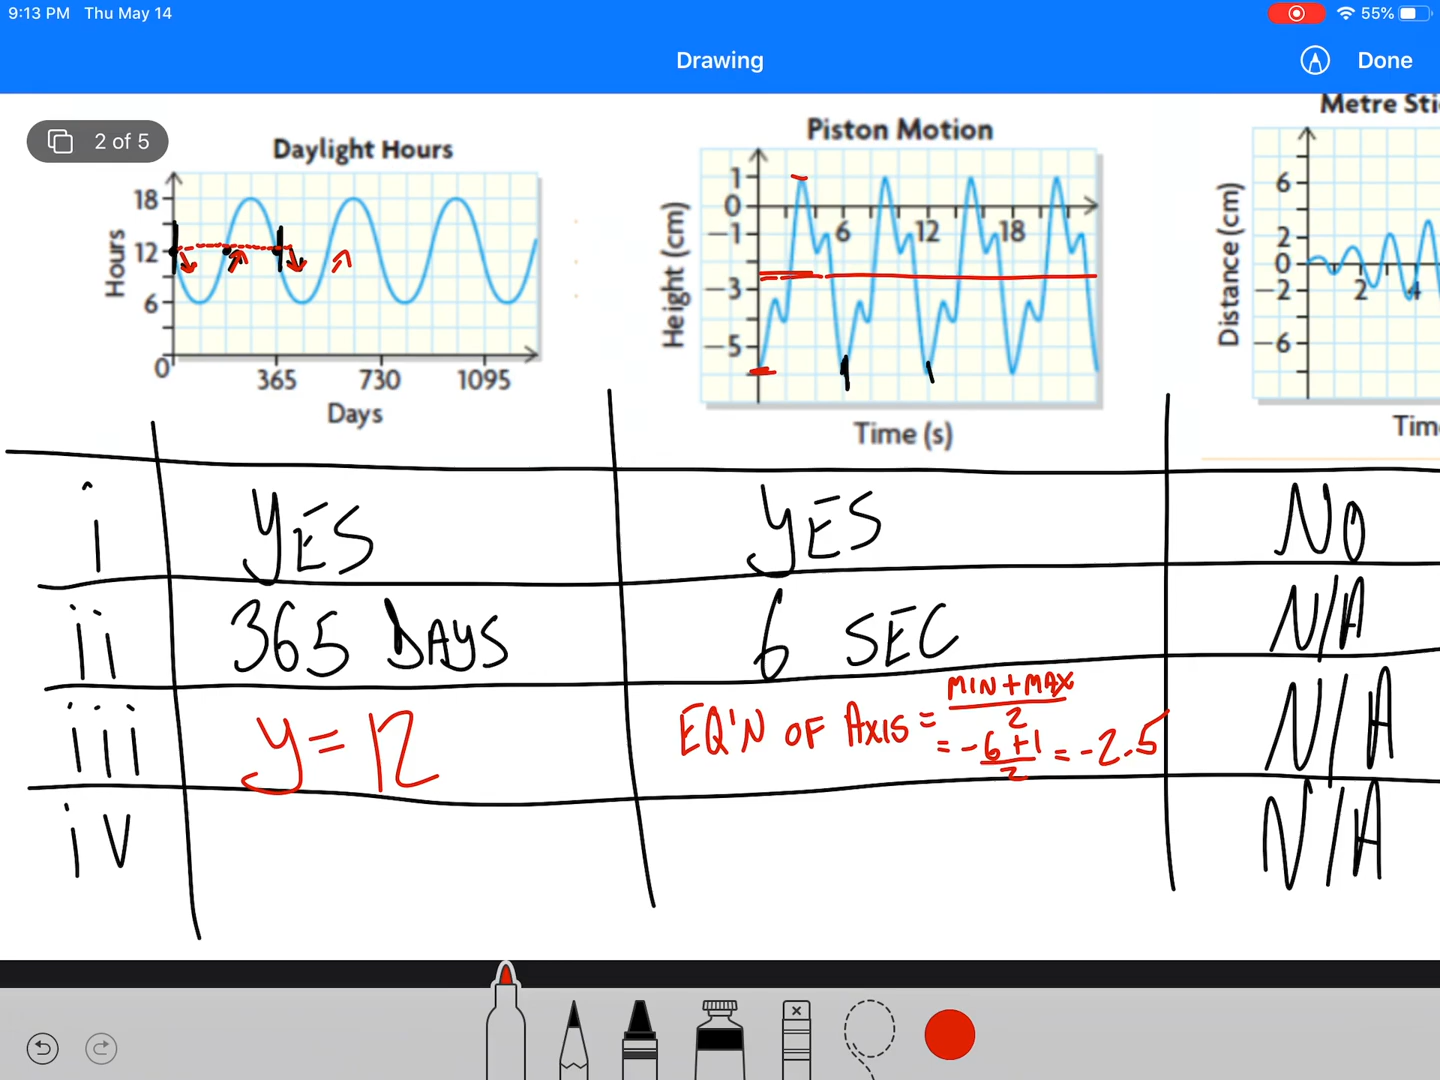 9:13 PM Thu May 14
55%
Drawing
Done
2 of 5
Daylight Hours
Hours
18
12
6
0
365 730 1095
Days
Piston Motion
Height (cm)
1
0
−1
−3
−5
6 12 18
Time (s)
Metre Sti
Distance (cm)
6
2
0
−2
−6
2 4
Tim
i YES YES NO
ii 365 DAYS 6 SEC N/A
iii y = 12 EQ'N OF AXIS = MIN + MAX / 2 N/A
= -6 + 1 / 2 = -2.5
iv N/A